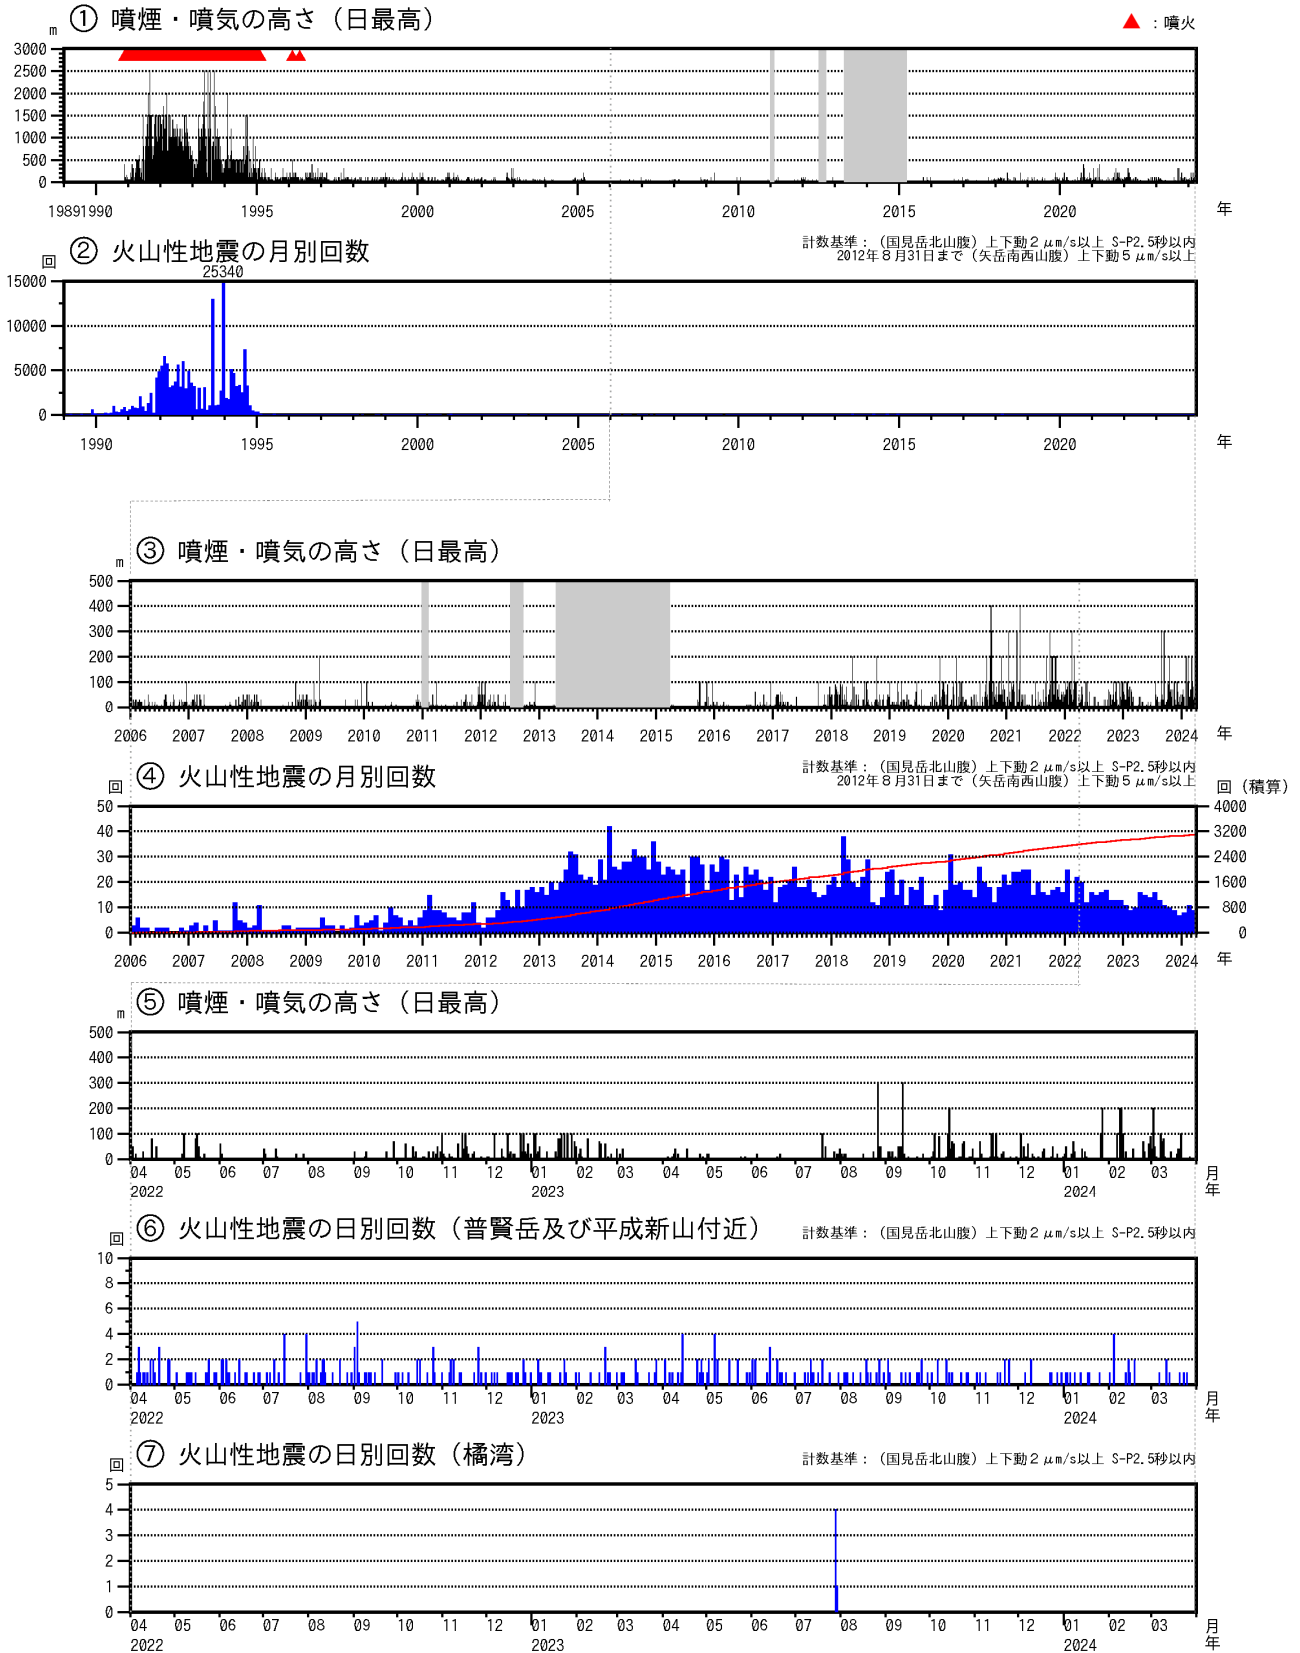 ① 噴煙・噴気の高さ（日最高）
▲ ：噴火
m
3000
2500
2000
1500
1000
500
0
1989 1990 1995 2000 2005 2010 2015 2020 年
② 火山性地震の月別回数
計数基準：（国見岳北山腹）上下動２μm/s以上 S-P2.5秒以内
2012年８月31日まで（矢岳南西山腹）上下動５μm/s以上
回
25340
15000
10000
5000
0
1990 1995 2000 2005 2010 2015 2020 年
③ 噴煙・噴気の高さ（日最高）
m
500
400
300
200
100
0
2006 2007 2008 2009 2010 2011 2012 2013 2014 2015 2016 2017 2018 2019 2020 2021 2022 2023 2024 年
④ 火山性地震の月別回数
計数基準：（国見岳北山腹）上下動２μm/s以上 S-P2.5秒以内
2012年８月31日まで（矢岳南西山腹）上下動５μm/s以上
回 回（積算）
50 4000
40 3200
30 2400
20 1600
10 800
0 0
2006 2007 2008 2009 2010 2011 2012 2013 2014 2015 2016 2017 2018 2019 2020 2021 2022 2023 2024 年
⑤ 噴煙・噴気の高さ（日最高）
m
500
400
300
200
100
0
04 05 06 07 08 09 10 11 12 01 02 03 04 05 06 07 08 09 10 11 12 01 02 03 月
2022 2023 2024 年
⑥ 火山性地震の日別回数（普賢岳及び平成新山付近）
計数基準：（国見岳北山腹）上下動２μm/s以上 S-P2.5秒以内
回
10
8
6
4
2
0
04 05 06 07 08 09 10 11 12 01 02 03 04 05 06 07 08 09 10 11 12 01 02 03 月
2022 2023 2024 年
⑦ 火山性地震の日別回数（橘湾）
計数基準：（国見岳北山腹）上下動２μm/s以上 S-P2.5秒以内
回
5
4
3
2
1
0
04 05 06 07 08 09 10 11 12 01 02 03 04 05 06 07 08 09 10 11 12 01 02 03 月
2022 2023 2024 年